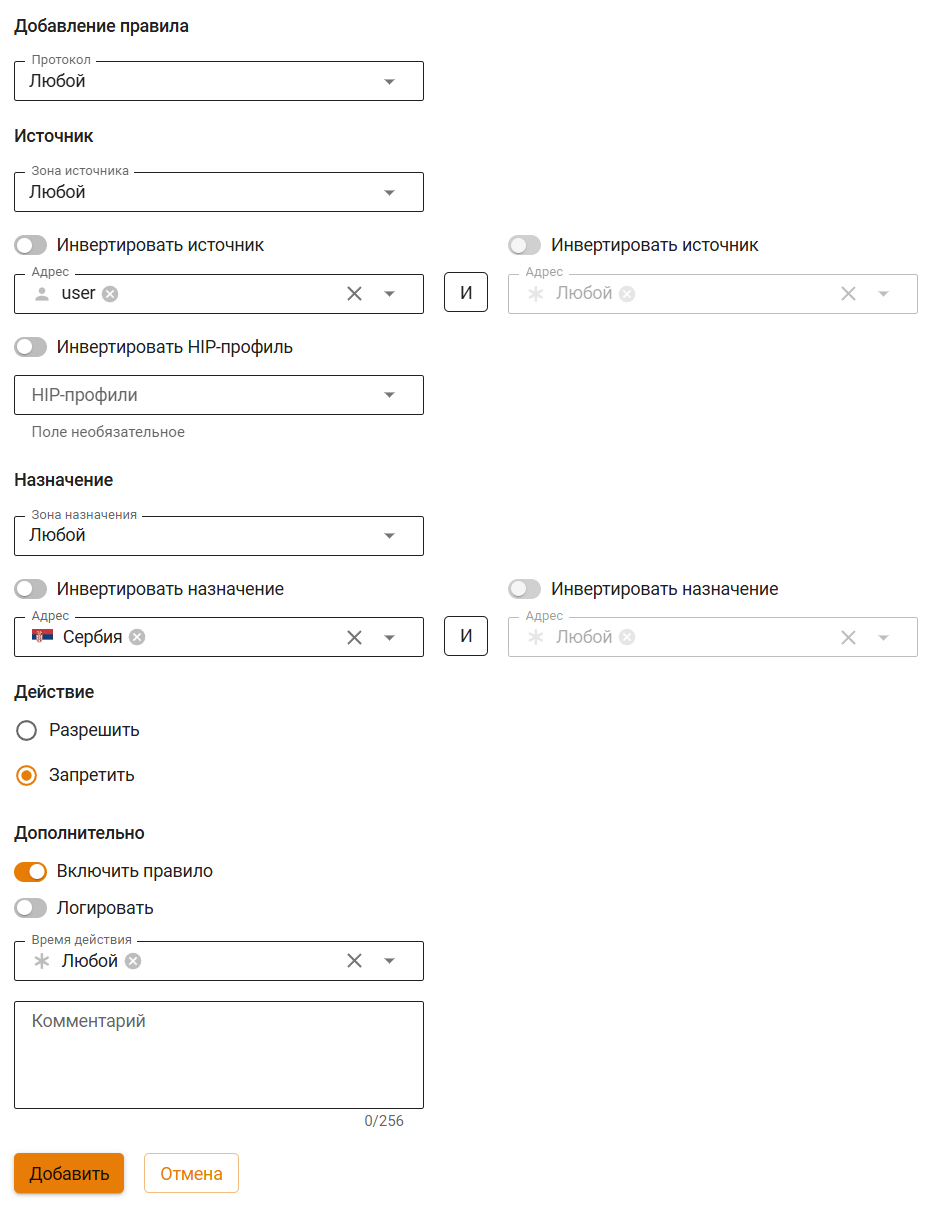 Добавление правила
Протокол
Любой
Источник
Зона источника
Любой
Инвертировать источник
Инвертировать источник
Адрес
user
И
Адрес
Любой
Инвертировать HIP-профиль
HIP-профили
Поле необязательное
Назначение
Зона назначения
Любой
Инвертировать назначение
Инвертировать назначение
Адрес
Сербия
И
Адрес
Любой
Действие
Разрешить
Запретить
Дополнительно
Включить правило
Логировать
Время действия
Любой
Комментарий
0/256
Добавить
Отмена